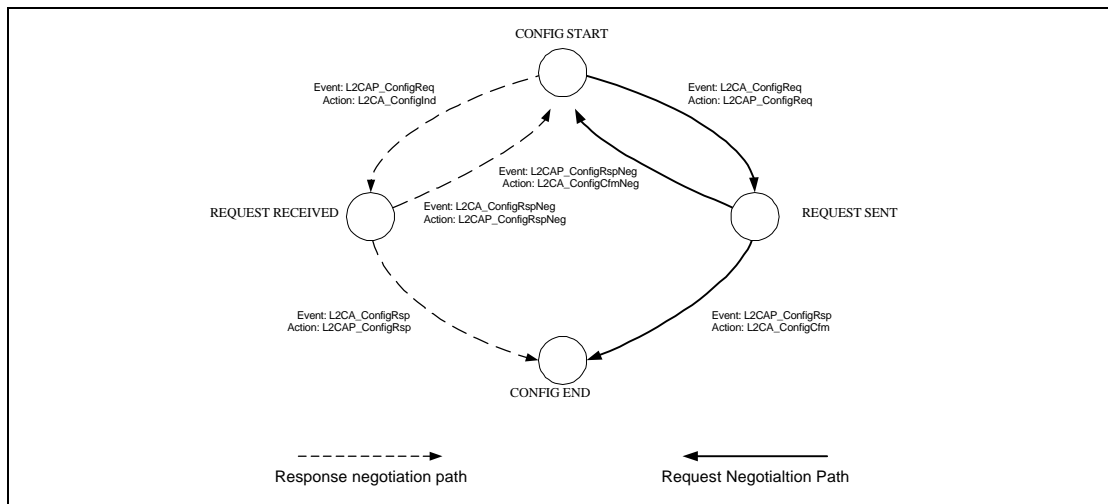 CONFIG START
Event: L2CAP_ConfigReq
Action: L2CA_ConfigInd
Event: L2CA_ConfigReq
Action: L2CAP_ConfigReq
Event: L2CAP_ConfigRspNeg
Action: L2CA_ConfigCfmNeg
REQUEST RECEIVED
Event: L2CA_ConfigRspNeg
Action: L2CAP_ConfigRspNeg
REQUEST SENT
Event: L2CA_ConfigRsp
Action: L2CAP_ConfigRsp
Event: L2CAP_ConfigRsp
Action: L2CA_ConfigCfm
CONFIG END
Response negotiation path
Request Negotialtion Path